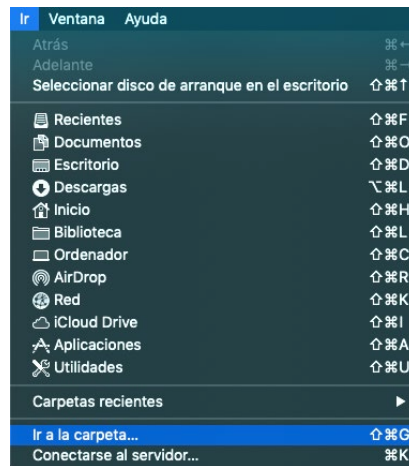 Ir Ventana Ayuda
Atrás ⌘←
Adelante ⌘→
Seleccionar disco de arranque en el escritorio ⇧⌘↑
Recientes ⇧⌘F
Documentos ⇧⌘O
Escritorio ⇧⌘D
Descargas ⌥⌘L
Inicio ⇧⌘H
Biblioteca ⇧⌘L
Ordenador ⇧⌘C
AirDrop ⇧⌘R
Red ⇧⌘K
iCloud Drive ⇧⌘I
Aplicaciones ⇧⌘A
Utilidades ⇧⌘U
Carpetas recientes ▶
Ir a la carpeta... ⇧⌘G
Conectarse al servidor... ⌘K